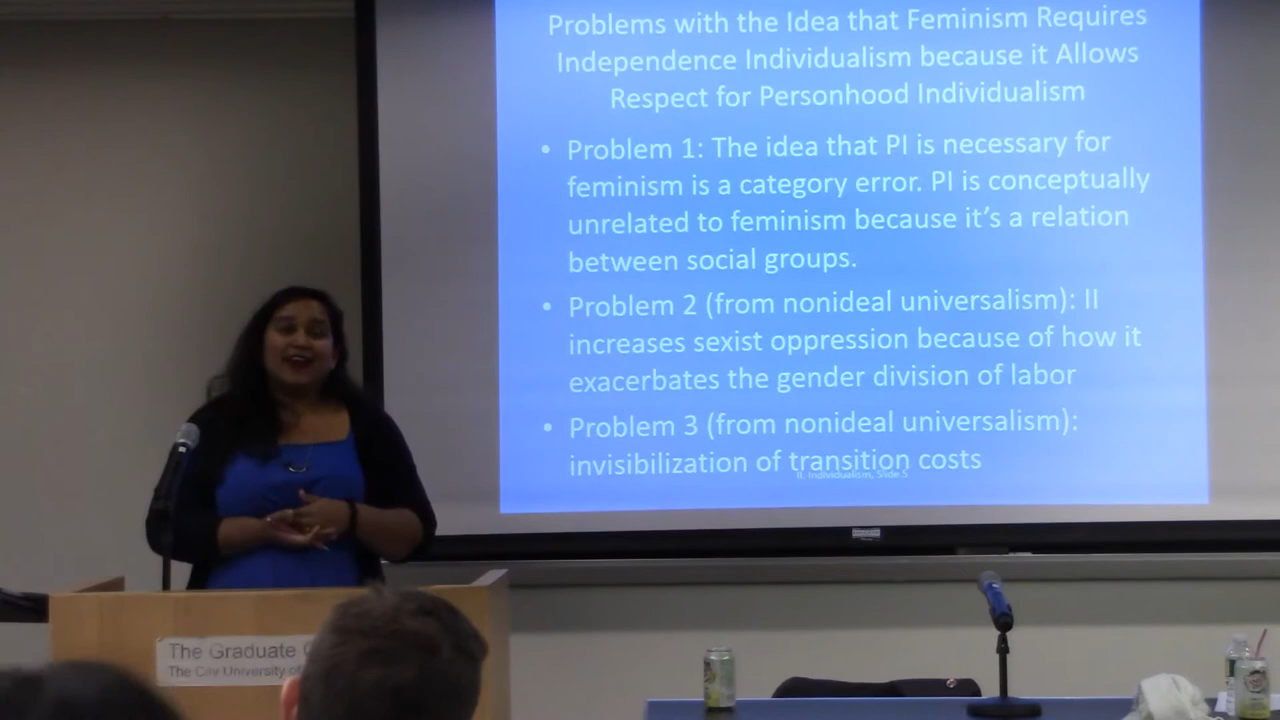 Problems with the Idea that Feminism Requires
Independence Individualism because it Allows
Respect for Personhood Individualism
• Problem 1: The idea that PI is necessary for
feminism is a category error. PI is conceptually
unrelated to feminism because it’s a relation
between social groups.
• Problem 2 (from nonideal universalism): II
increases sexist oppression because of how it
exacerbates the gender division of labor
• Problem 3 (from nonideal universalism):
invisibilization of transition costs
II. Individualism, Slide 5
The Graduate
The City University of